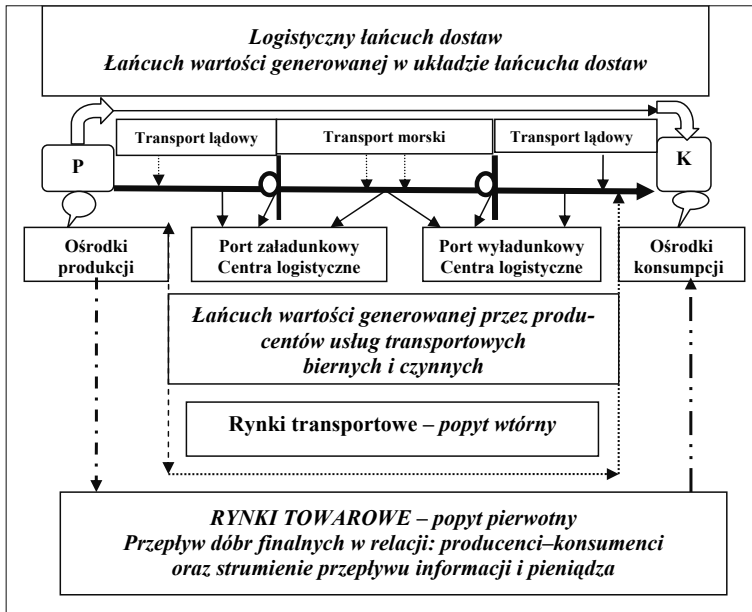 Logistyczny łańcuch dostaw
Łańcuch wartości generowanej w układzie łańcucha dostaw
Transport lądowy
Transport morski
Transport lądowy
P
K
Ośrodki
produkcji
Port załadunkowy
Centra logistyczne
Port wyładunkowy
Centra logistyczne
Ośrodki
konsumpcji
Łańcuch wartości generowanej przez produ-
centów usług transportowych
biernych i czynnych
Rynki transportowe – popyt wtórny
RYNKI TOWAROWE – popyt pierwotny
Przepływ dóbr finalnych w relacji: producenci–konsumenci
oraz strumienie przepływu informacji i pieniądza